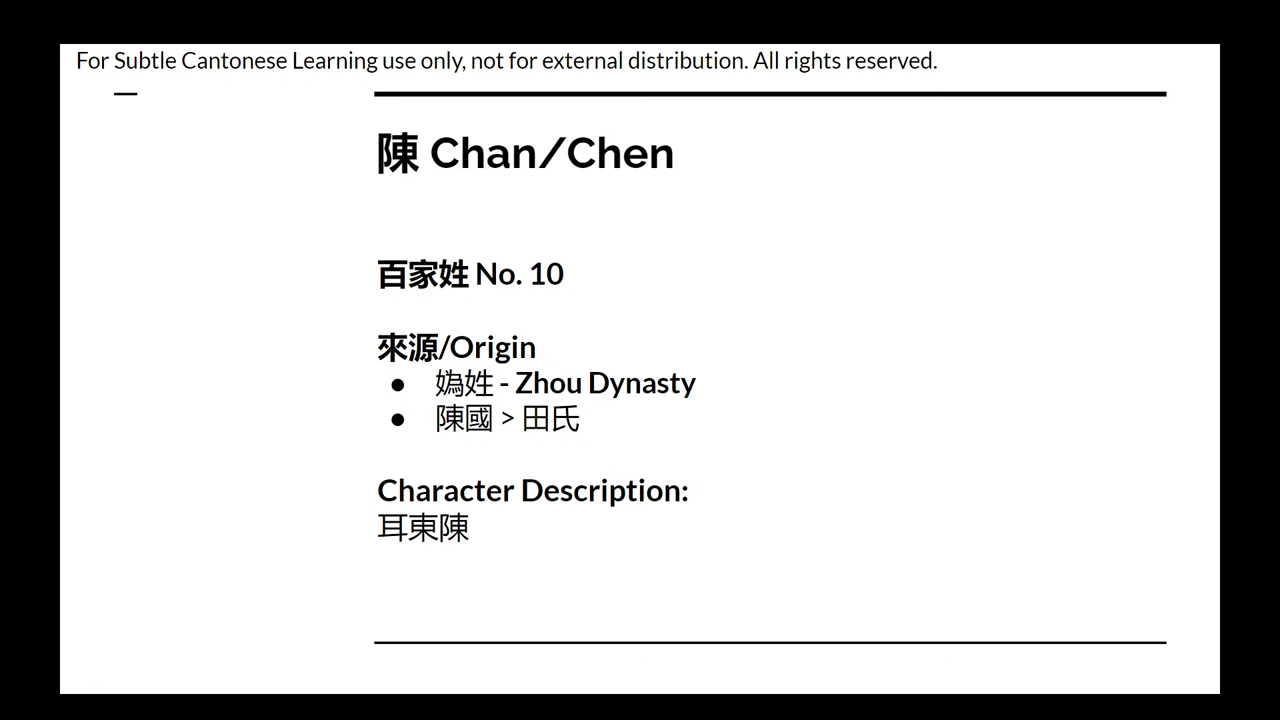 For Subtle Cantonese Learning use only, not for external distribution. All rights reserved.
陳 Chan/Chen
百家姓 No. 10
來源/Origin
● 媯姓 - Zhou Dynasty
● 陳國 > 田氏
Character Description:
耳東陳